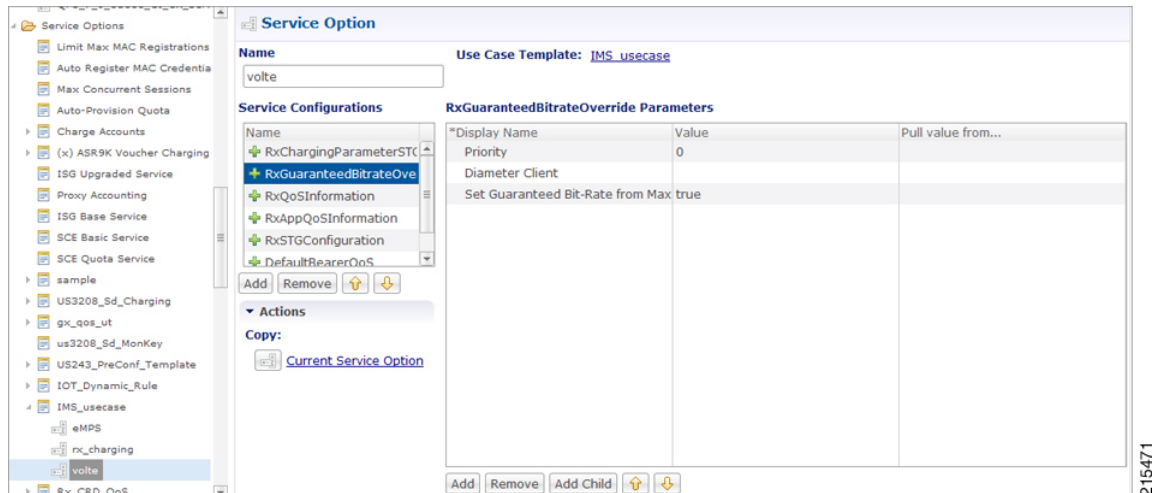 Service Options
Limit Max MAC Registrations
Auto Register MAC Credentia
Max Concurrent Sessions
Auto-Provision Quota
Charge Accounts
(x) ASR9K Voucher Charging
ISG Upgraded Service
Proxy Accounting
ISG Base Service
SCE Basic Service
SCE Quota Service
sample
US3208_Sd_Charging
gx_qos_ut
us3208_Sd_MonKey
US243_PreConf_Template
IOT_Dynamic_Rule
IMS_usecase
eMPS
rx_charging
volte
Rx_CRD_QoS
Service Option
Name
Use Case Template: IMS_usecase
volte
Service Configurations
Name
RxChargingParameterSTG
RxGuaranteedBitrateOve
RxQoSInformation
RxAppQoSInformation
RxSTGConfiguration
DefaultBearerQoS
Add Remove
Actions
Copy:
Current Service Option
RxGuaranteedBitrateOverride Parameters
*Display Name Value Pull value from...
Priority 0
Diameter Client
Set Guaranteed Bit-Rate from Max true
Add Remove Add Child
215471